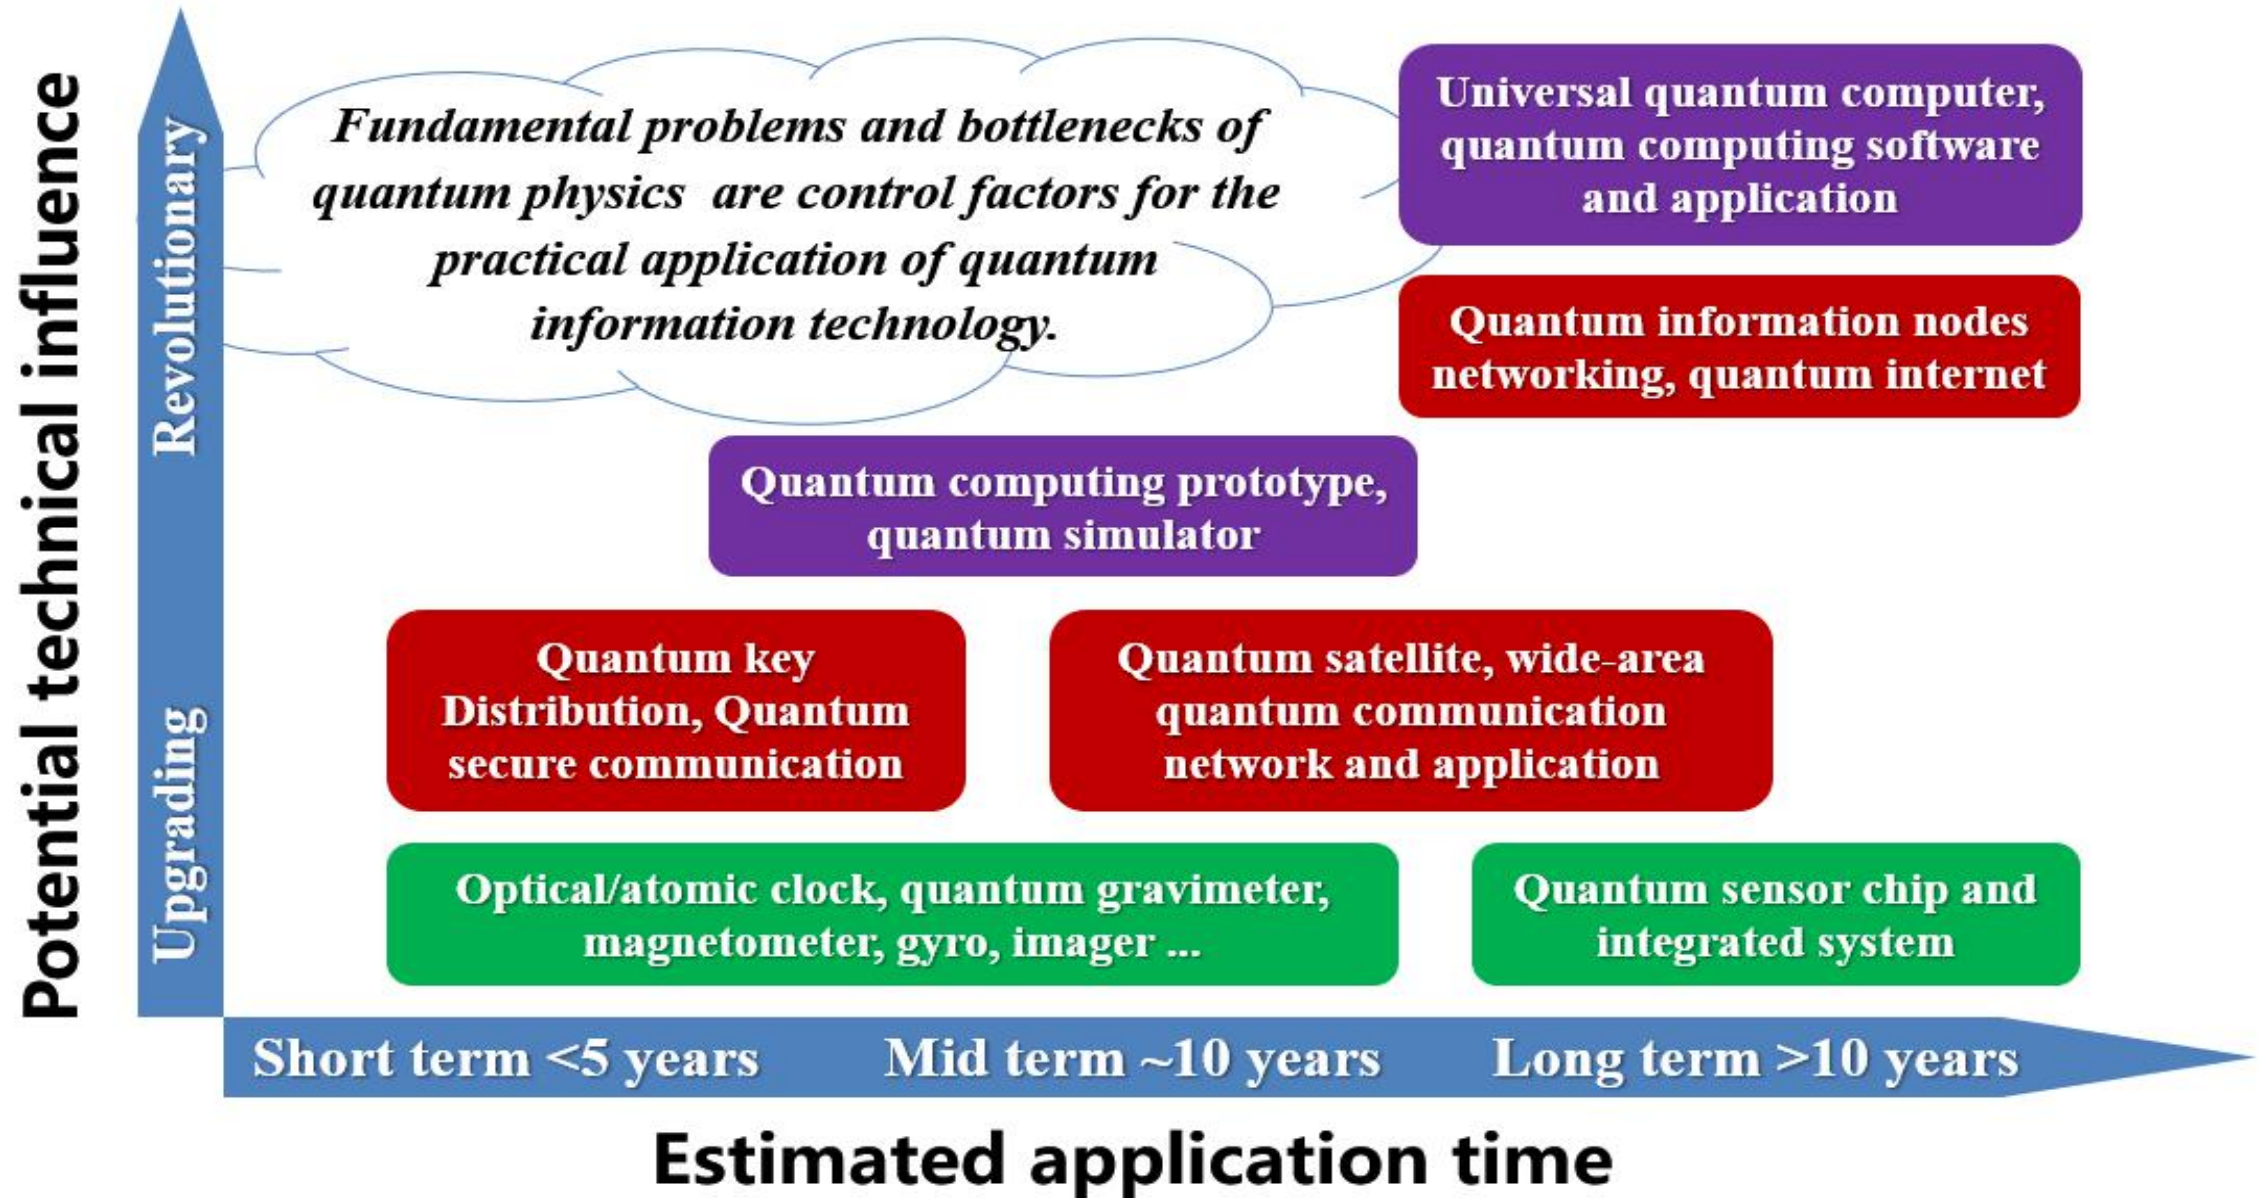 Potential technical influence
Revolutionary
Upgrading
Fundamental problems and bottlenecks of
quantum physics are control factors for the
practical application of quantum
information technology.
Universal quantum computer,
quantum computing software
and application
Quantum information nodes
networking, quantum internet
Quantum computing prototype,
quantum simulator
Quantum key
Distribution, Quantum
secure communication
Quantum satellite, wide-area
quantum communication
network and application
Optical/atomic clock, quantum gravimeter,
magnetometer, gyro, imager ...
Quantum sensor chip and
integrated system
Short term <5 years
Mid term ~10 years
Long term >10 years
Estimated application time